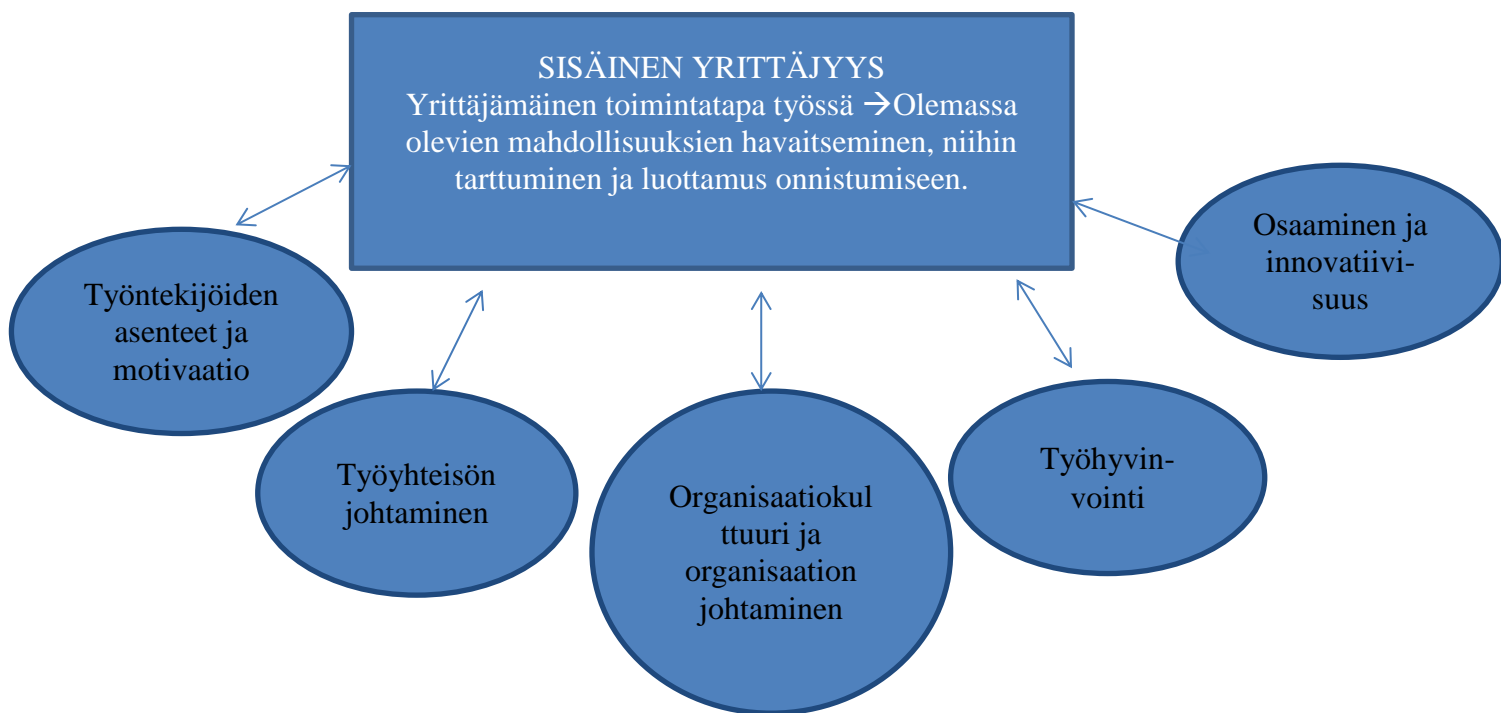 SISÄINEN YRITTÄJYYS
Yrittäjämäinen toimintatapa työssä →Olemassa
olevien mahdollisuuksien havaitseminen, niihin
tarttuminen ja luottamus onnistumiseen.
Työntekijöiden
asenteet ja
motivaatio
Työyhteisön
johtaminen
Organisaatiokul
ttuuri ja
organisaation
johtaminen
Työhyvin-
vointi
Osaaminen ja
innovatiivi-
suus